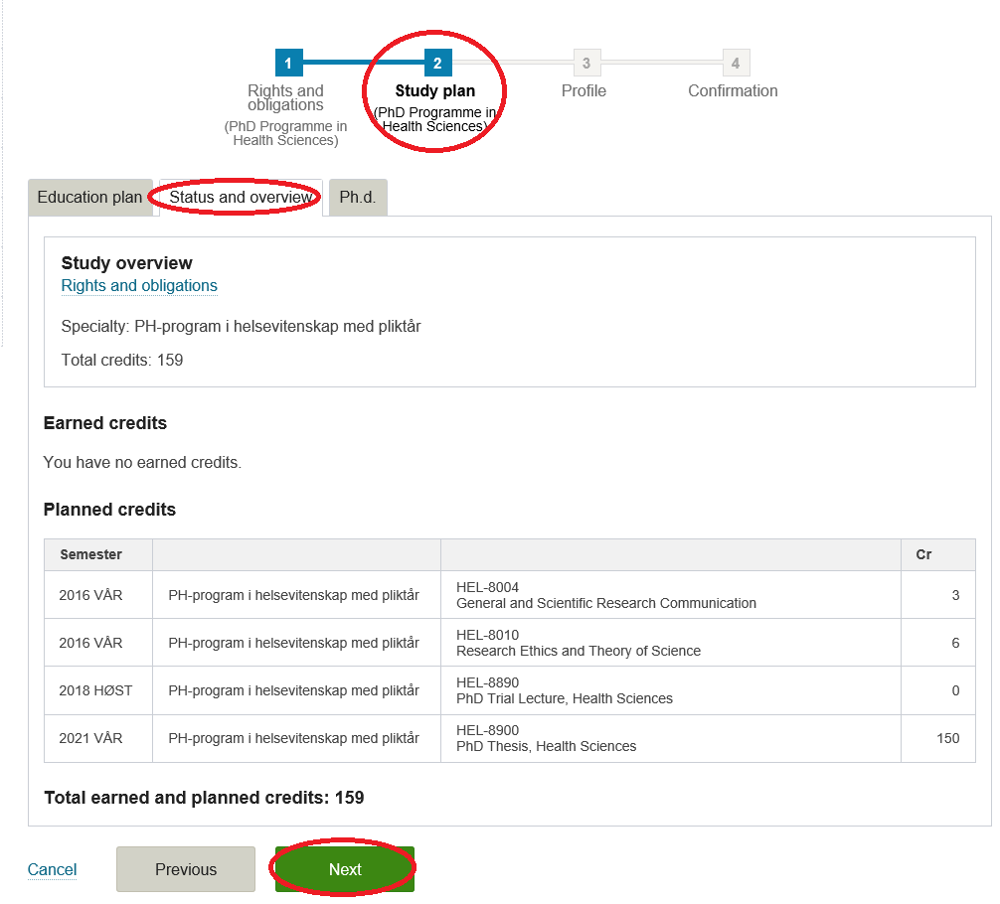 1
2
3
4
Rights and
obligations
(PhD Programme in
Health Sciences)
Study plan
(PhD Programme in
Health Sciences)
Profile
Confirmation
Education plan
Status and overview
Ph.d.
Study overview
Rights and obligations
Specialty: PH-program i helsevitenskap med pliktår
Total credits: 159
Earned credits
You have no earned credits.
Planned credits
Semester Cr
2016 VÅR PH-program i helsevitenskap med pliktår HEL-8004 3
General and Scientific Research Communication
2016 VÅR PH-program i helsevitenskap med pliktår HEL-8010 6
Research Ethics and Theory of Science
2018 HØST PH-program i helsevitenskap med pliktår HEL-8890 0
PhD Trial Lecture, Health Sciences
2021 VÅR PH-program i helsevitenskap med pliktår HEL-8900 150
PhD Thesis, Health Sciences
Total earned and planned credits: 159
Cancel
Previous
Next